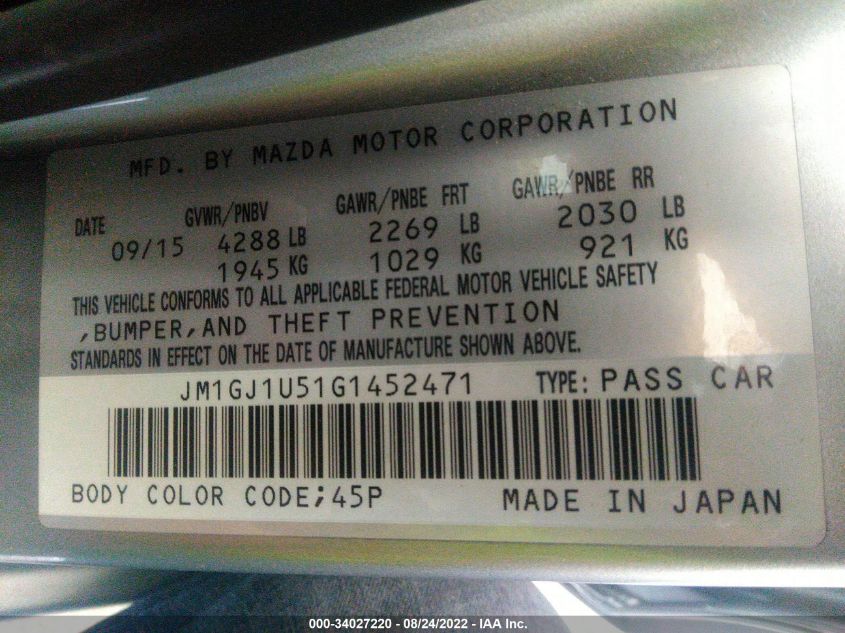 MFD. BY MAZDA MOTOR CORPORATION
DATE GVWR/PNBV GAWR/PNBE FRT GAWR/PNBE RR
09/15 4288 LB 2269 LB 2030 LB
1945 KG 1029 KG 921 KG
THIS VEHICLE CONFORMS TO ALL APPLICABLE FEDERAL MOTOR VEHICLE SAFETY
,BUMPER,AND THEFT PREVENTION
STANDARDS IN EFFECT ON THE DATE OF MANUFACTURE SHOWN ABOVE.
JM1GJ1U51G1452471 TYPE: PASS CAR
BODY COLOR CODE;45P MADE IN JAPAN
000-34027220 - 08/24/2022 - IAA Inc.